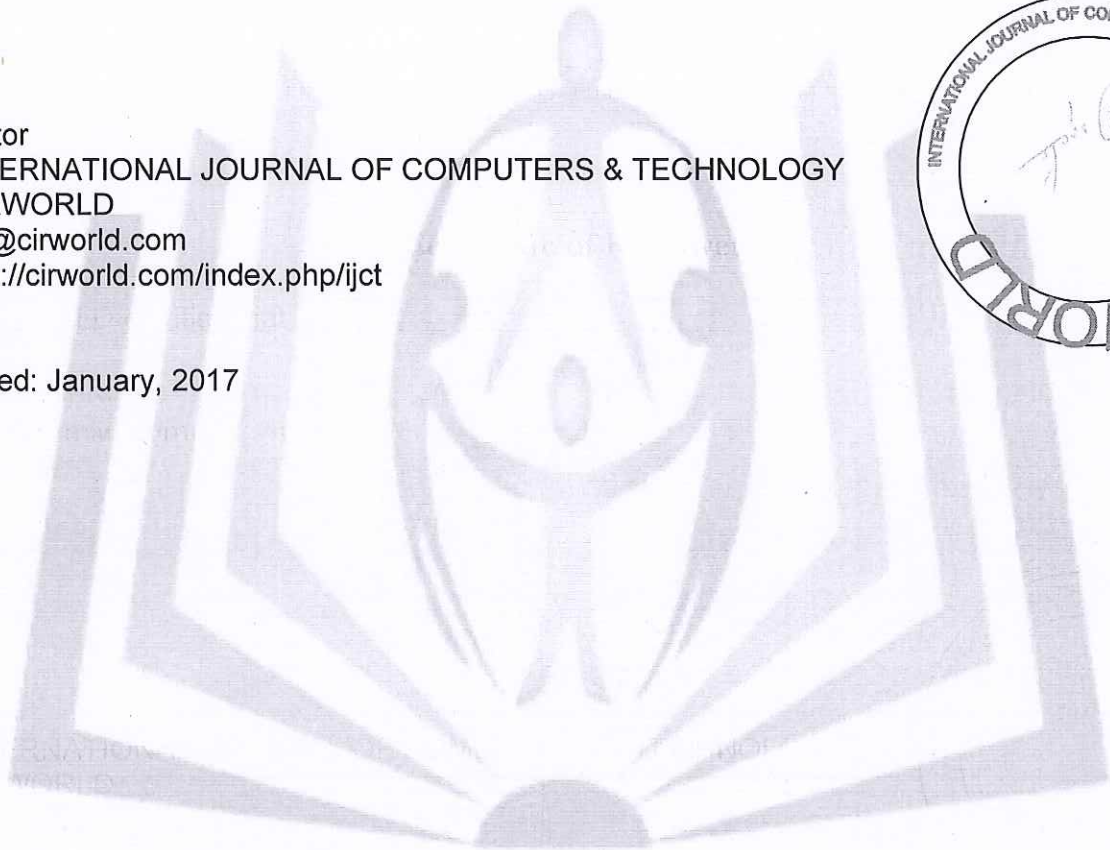 tor
ERNATIONAL JOURNAL OF COMPUTERS & TECHNOLOGY
WORLD
@cirworld.com
://cirworld.com/index.php/ijct
ed: January, 2017
INTERNATIONAL JOURNAL OF CO
ORLD